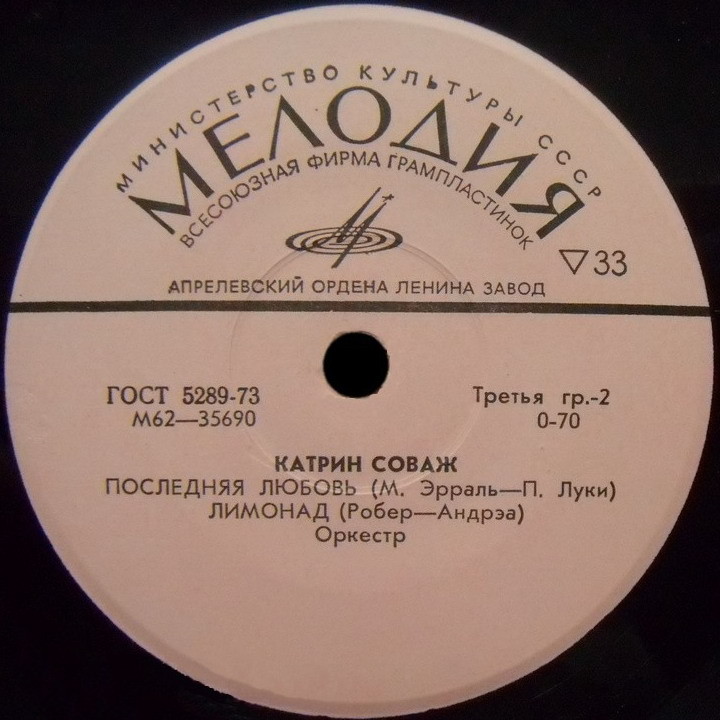 МИНИСТЕРСТВО КУЛЬТУРЫ СССР
МЕЛОДИЯ
ВСЕСОЮЗНАЯ ФИРМА ГРАМПЛАСТИНОК
▽33
АПРЕЛЕВСКИЙ ОРДЕНА ЛЕНИНА ЗАВОД
ГОСТ 5289-73
М62—35690
Третья гр.-2
0-70
КАТРИН СОВАЖ
ПОСЛЕДНЯЯ ЛЮБОВЬ (М. Эрраль—П. Луки)
ЛИМОНАД (Робер—Андрэа)
Оркестр